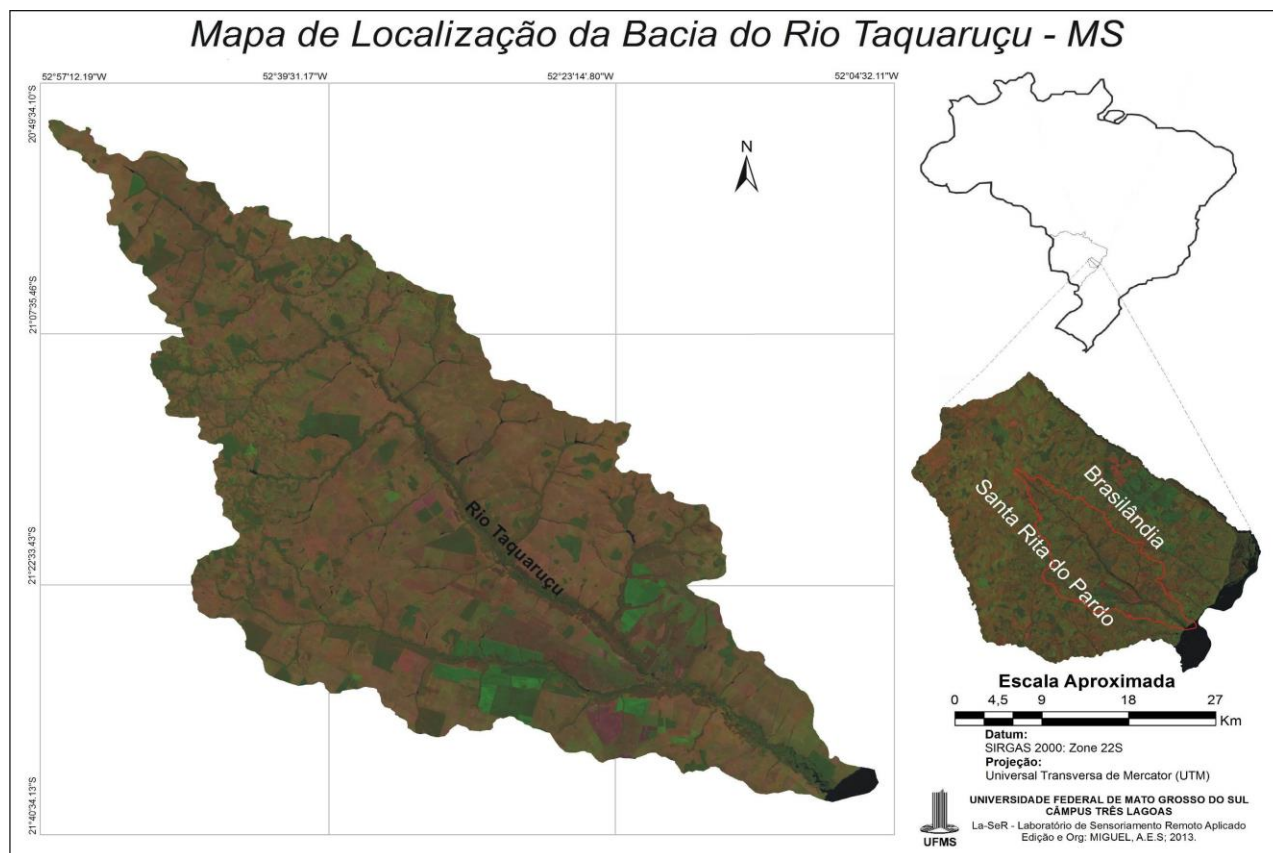 Mapa de Localização da Bacia do Rio Taquaruçu - MS
52°57'12.19"W
52°39'31.17"W
52°23'14.80"W
52°04'32.11"W
20°49'34.10"S
21°07'35.46"S
21°22'33.43"S
21°40'34.13"S
N
Rio Taquaruçu
Brasilândia
Santa Rita do Pardo
Escala Aproximada
0 4,5 9 18 27
Km
Datum:
SIRGAS 2000: Zone 22S
Projeção:
Universal Transversa de Mercator (UTM)
UFMS
UNIVERSIDADE FEDERAL DE MATO GROSSO DO SUL
CÂMPUS TRÊS LAGOAS
La-SeR - Laboratório de Sensoriamento Remoto Aplicado
Edição e Org: MIGUEL, A.E.S; 2013.